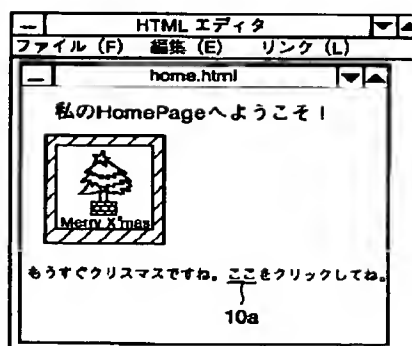 HTML エディタ
ファイル (F) 編集 (E) リンク (L)
home.html
私のHomePageへようこそ！
Merry X'mas
もうすぐクリスマスですね。ここをクリックしてね。
10a